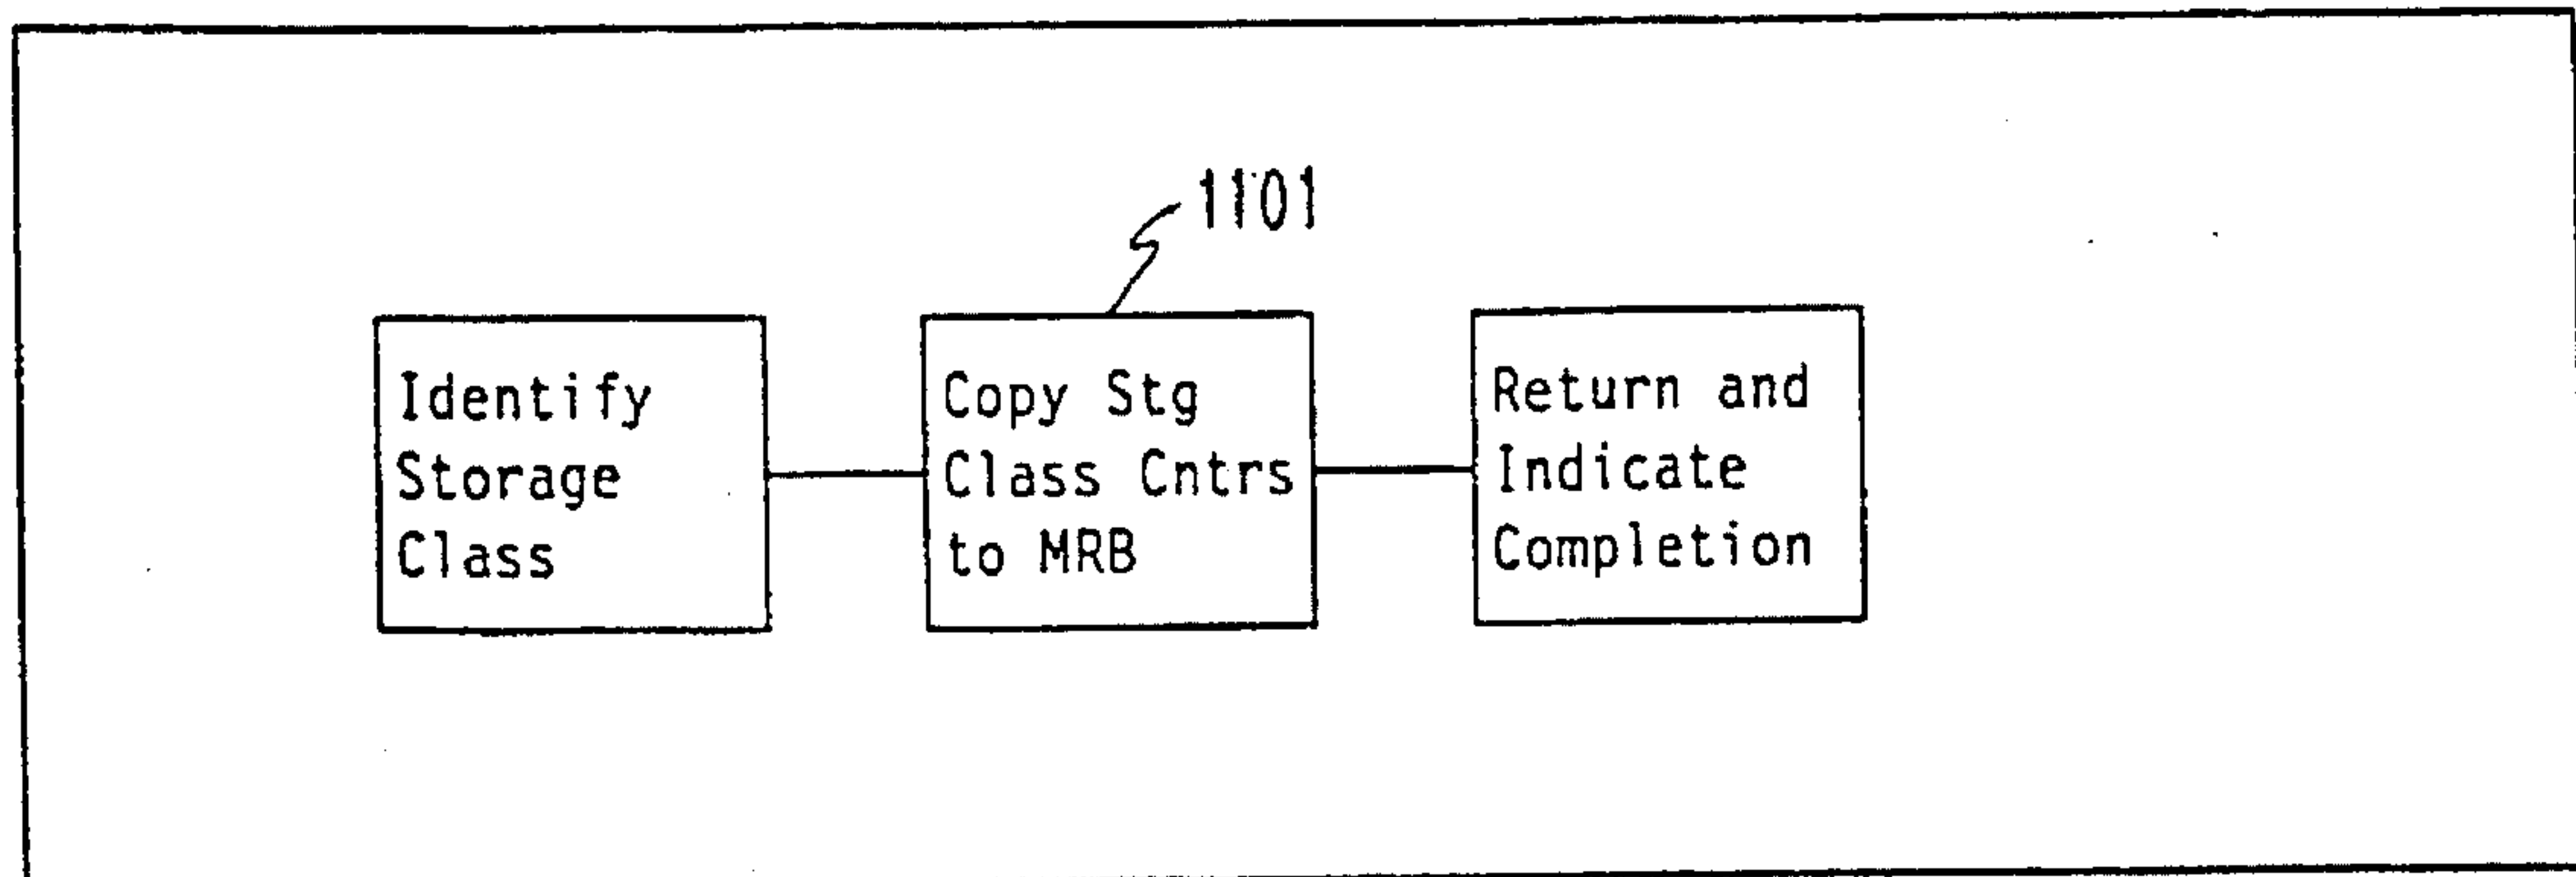 1101
Identify
Storage
Class
Copy Stg
Class Cntrs
to MRB
Return and
Indicate
Completion